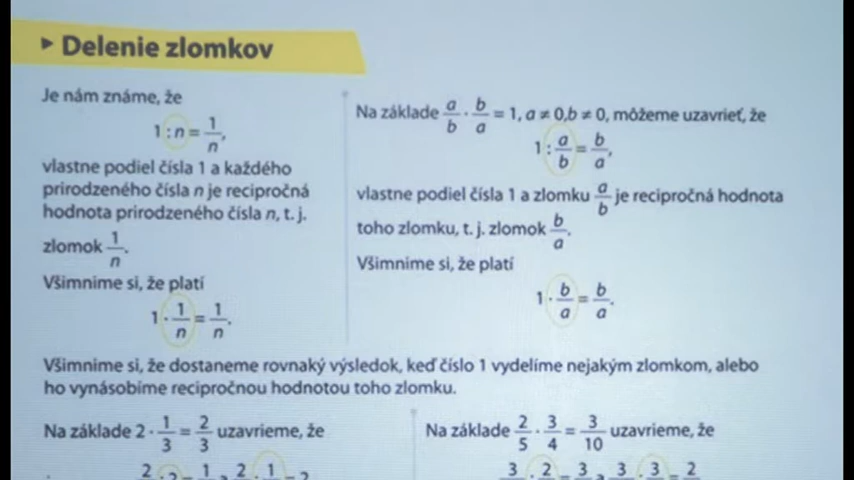 ▸ Delenie zlomkov
Je nám známe, že
1 : n = 1/n,
vlastne podiel čísla 1 a každého
prirodzeného čísla n je recipročná
hodnota prirodzeného čísla n, t. j.
zlomok 1/n.
Všimnime si, že platí
1 · 1/n = 1/n.
Na základe a/b · b/a = 1, a ≠ 0,b ≠ 0, môžeme uzavrieť, že
1 : a/b = b/a,
vlastne podiel čísla 1 a zlomku a/b je recipročná hodnota
toho zlomku, t. j. zlomok b/a.
Všimnime si, že platí
1 · b/a = b/a.
Všimnime si, že dostaneme rovnaký výsledok, keď číslo 1 vydelíme nejakým zlomkom, alebo
ho vynásobíme recipročnou hodnotou toho zlomku.
Na základe 2 · 1/3 = 2/3 uzavrieme, že
Na základe 2/5 · 3/4 = 3/10 uzavrieme, že